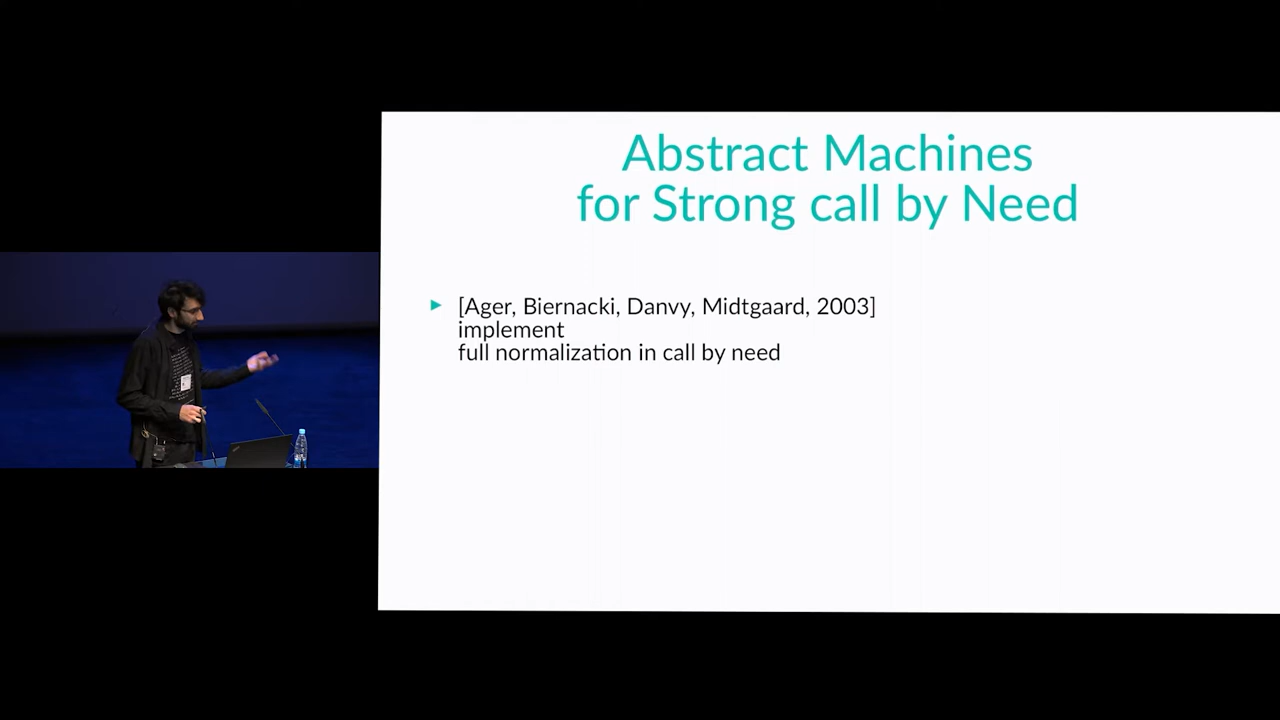 Abstract Machines
for Strong call by Need
▶ [Ager, Biernacki, Danvy, Midtgaard, 2003]
implement
full normalization in call by need